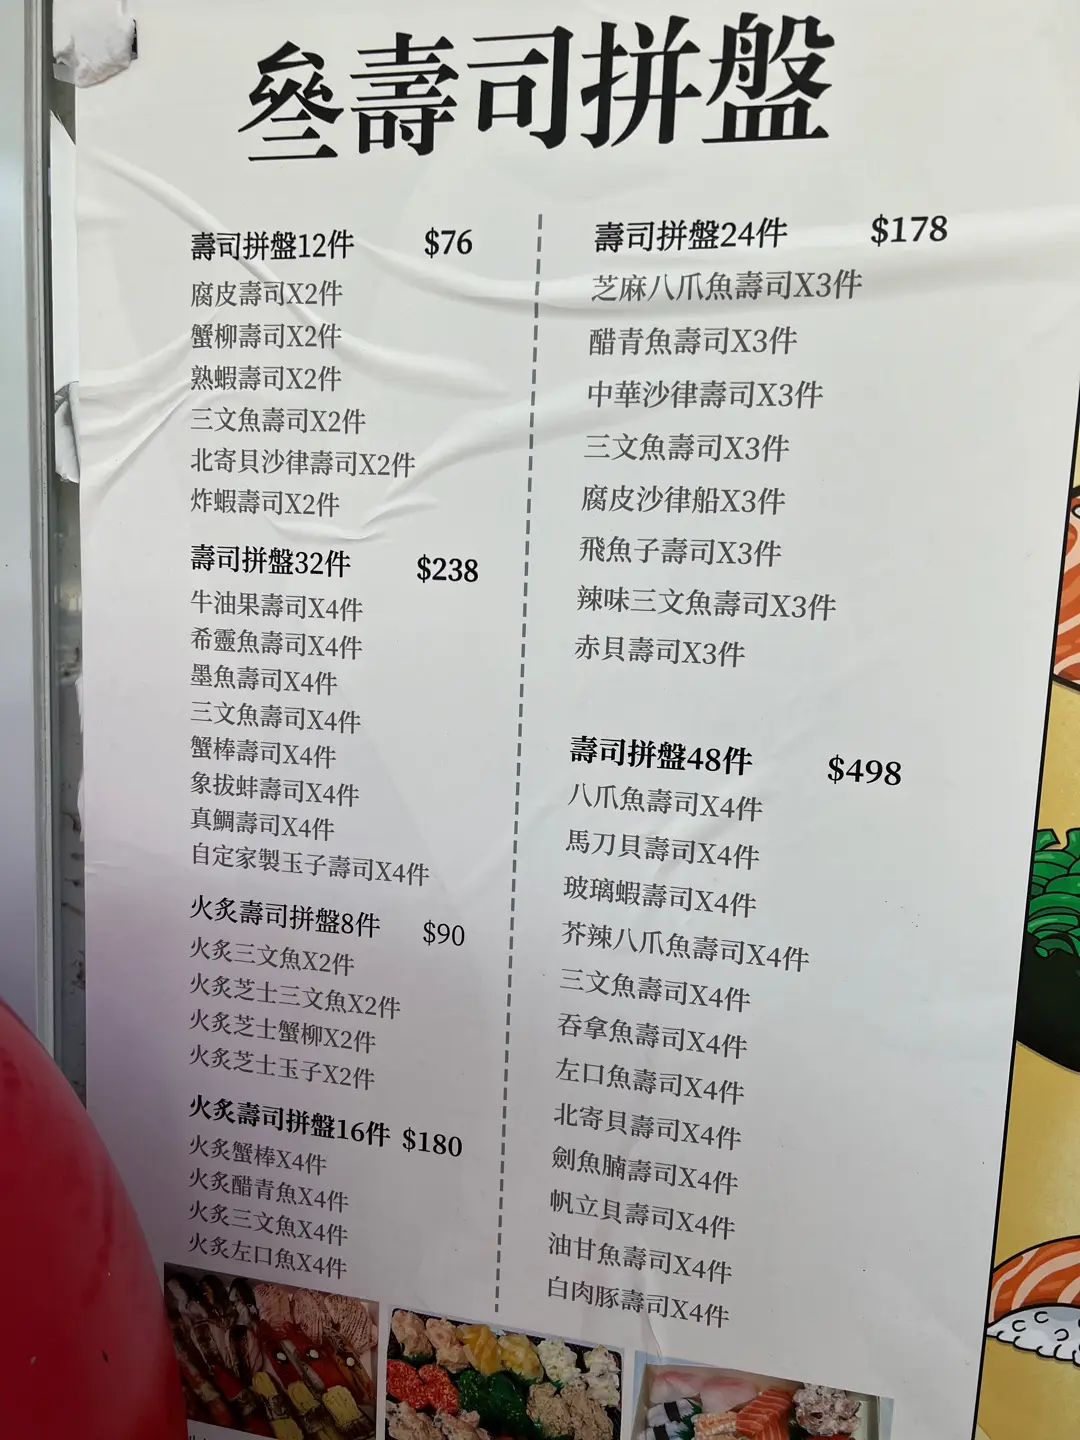 叄壽司拼盤
壽司拼盤12件 $76
腐皮壽司X2件
蟹柳壽司X2件
熟蝦壽司X2件
三文魚壽司X2件
北寄貝沙律壽司X2件
炸蝦壽司X2件
壽司拼盤32件 $238
牛油果壽司X4件
希靈魚壽司X4件
墨魚壽司X4件
三文魚壽司X4件
蟹棒壽司X4件
象拔蚌壽司X4件
真鯛壽司X4件
自定家製玉子壽司X4件
火炙壽司拼盤8件 $90
火炙三文魚X2件
火炙芝士三文魚X2件
火炙芝士蟹柳X2件
火炙芝士玉子X2件
火炙壽司拼盤16件 $180
火炙蟹棒X4件
火炙醋青魚X4件
火炙三文魚X4件
火炙左口魚X4件
壽司拼盤24件 $178
芝麻八爪魚壽司X3件
醋青魚壽司X3件
中華沙律壽司X3件
三文魚壽司X3件
腐皮沙律船X3件
飛魚子壽司X3件
辣味三文魚壽司X3件
赤貝壽司X3件
壽司拼盤48件 $498
八爪魚壽司X4件
馬刀貝壽司X4件
玻璃蝦壽司X4件
芥辣八爪魚壽司X4件
三文魚壽司X4件
吞拿魚壽司X4件
左口魚壽司X4件
北寄貝壽司X4件
劍魚腩壽司X4件
帆立貝壽司X4件
油甘魚壽司X4件
白肉豚壽司X4件